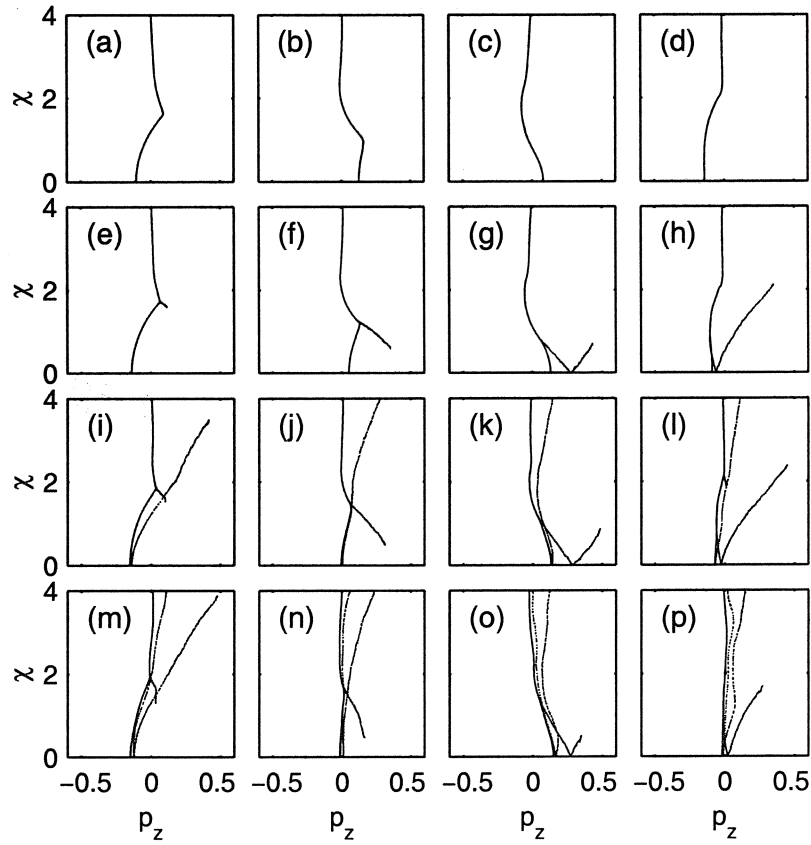 4 (a) (b) (c) (d)
χ 2
0
4 (e) (f) (g) (h)
χ 2
0
4 (i) (j) (k) (l)
χ 2
0
4 (m) (n) (o) (p)
χ 2
0
−0.5 0 0.5 −0.5 0 0.5 −0.5 0 0.5 −0.5 0 0.5
p_z p_z p_z p_z